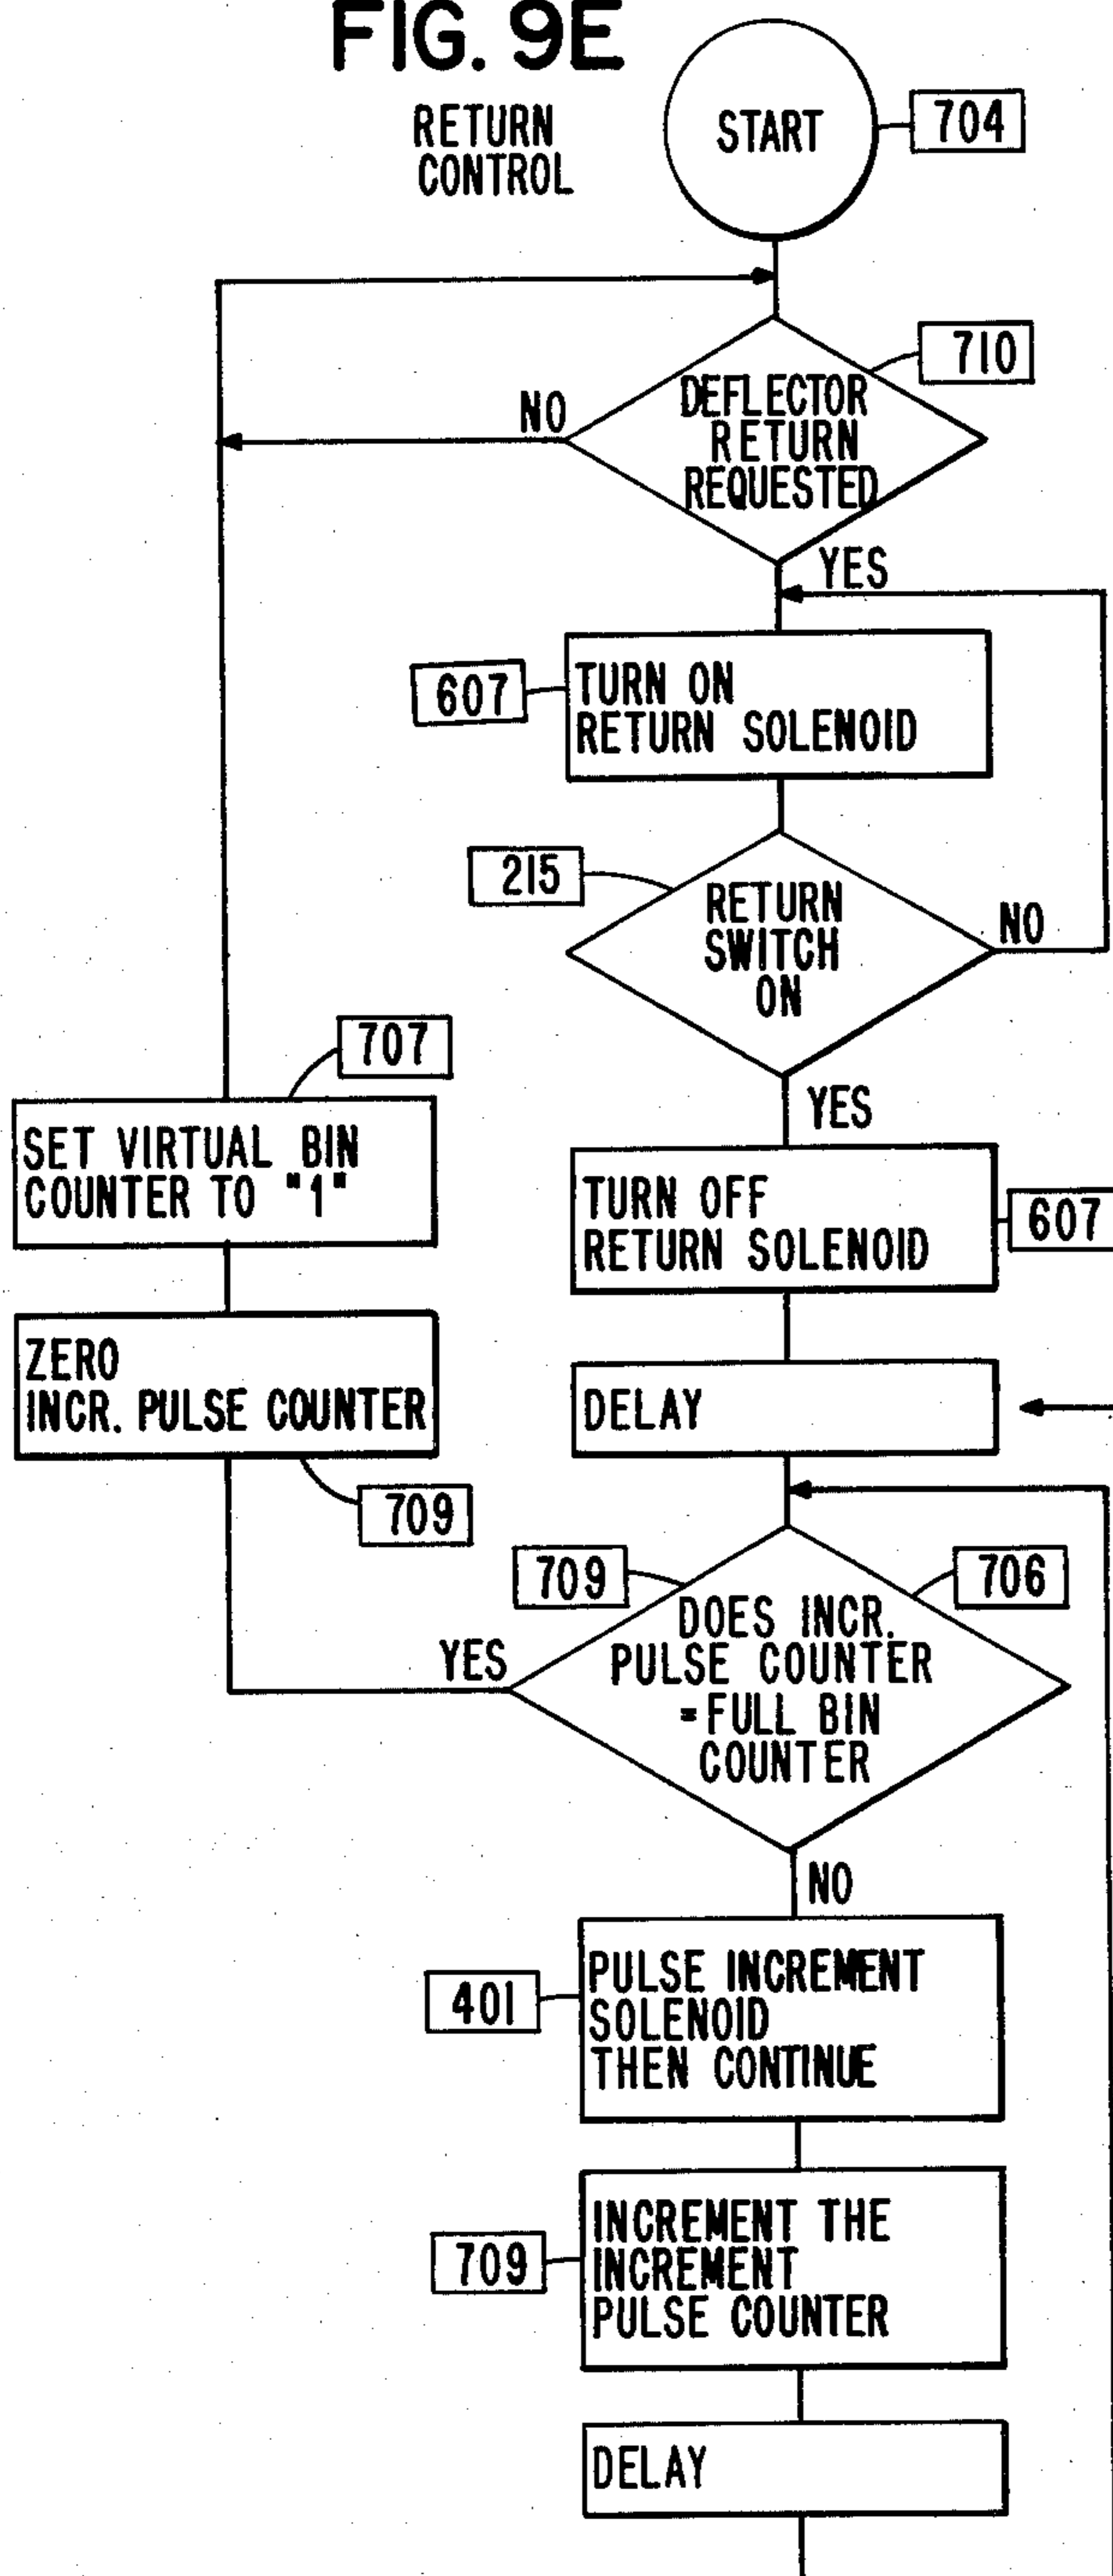 FIG. 9E
RETURN
CONTROL
START
704
710
DEFLECTOR
RETURN
REQUESTED
NO
YES
607
TURN ON
RETURN SOLENOID
215
RETURN
SWITCH
ON
NO
YES
707
SET VIRTUAL BIN
COUNTER TO "1"
TURN OFF
RETURN SOLENOID
607
ZERO
INCR. PULSE COUNTER
DELAY
709
709
706
DOES INCR.
PULSE COUNTER
= FULL BIN
COUNTER
YES
NO
401
PULSE INCREMENT
SOLENOID
THEN CONTINUE
709
INCREMENT THE
INCREMENT
PULSE COUNTER
DELAY